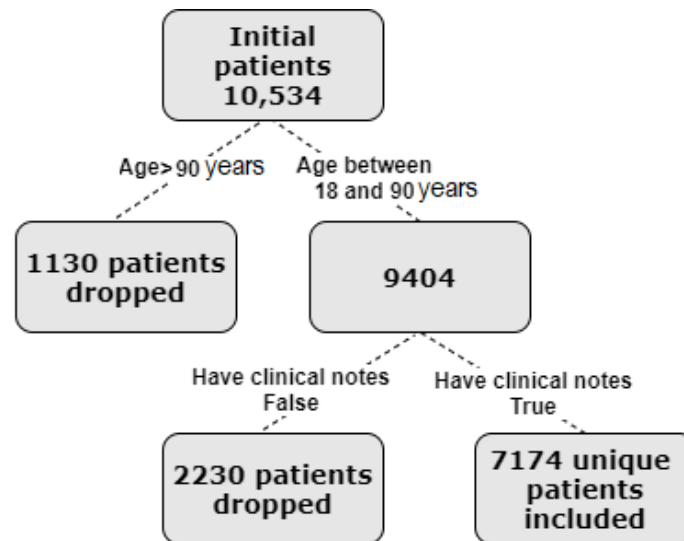 Initial
patients
10,534
Age>90 years
Age between
18 and 90 years
1130 patients
dropped
9404
Have clinical notes
False
Have clinical notes
True
2230 patients
dropped
7174 unique
patients
included